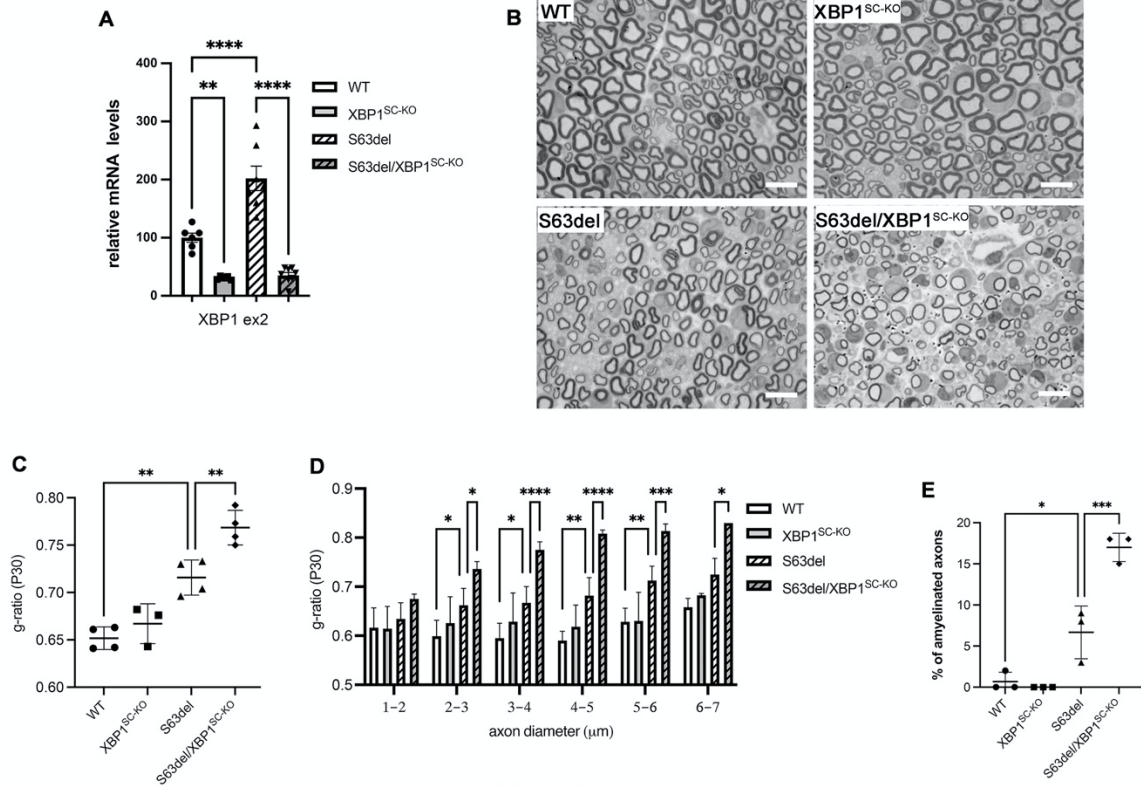 A
relative mRNA levels
400
300
200
100
0
****
**
****
XBP1 ex2
WT
XBP1SC-KO
S63del
S63del/XBP1SC-KO
B
WT
XBP1SC-KO
S63del
S63del/XBP1SC-KO
C
g-ratio (P30)
0.80
0.75
0.70
0.65
0.60
**
**
WT
XBP1SC-KO
S63del
S63del/XBP1SC-KO
D
g-ratio (P30)
0.9
0.8
0.7
0.6
0.5
*
*
*
****
**
****
**
***
*
1-2
2-3
3-4
4-5
5-6
6-7
axon diameter (μm)
WT
XBP1SC-KO
S63del
S63del/XBP1SC-KO
E
% of amyelinated axons
20
15
10
5
0
*
***
WT
XBP1SC-KO
S63del
S63del/XBP1SC-KO